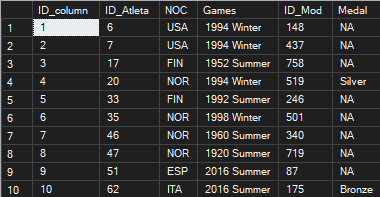 ID_column ID_Atleta NOC Games ID_Mod Medal
1 1 6 USA 1994 Winter 148 NA
2 2 7 USA 1994 Winter 437 NA
3 3 17 FIN 1952 Summer 758 NA
4 4 20 NOR 1994 Winter 519 Silver
5 5 33 FIN 1992 Summer 246 NA
6 6 35 NOR 1998 Winter 501 NA
7 7 46 NOR 1960 Summer 340 NA
8 8 47 NOR 1920 Summer 719 NA
9 9 51 ESP 2016 Summer 87 NA
10 10 62 ITA 2016 Summer 175 Bronze